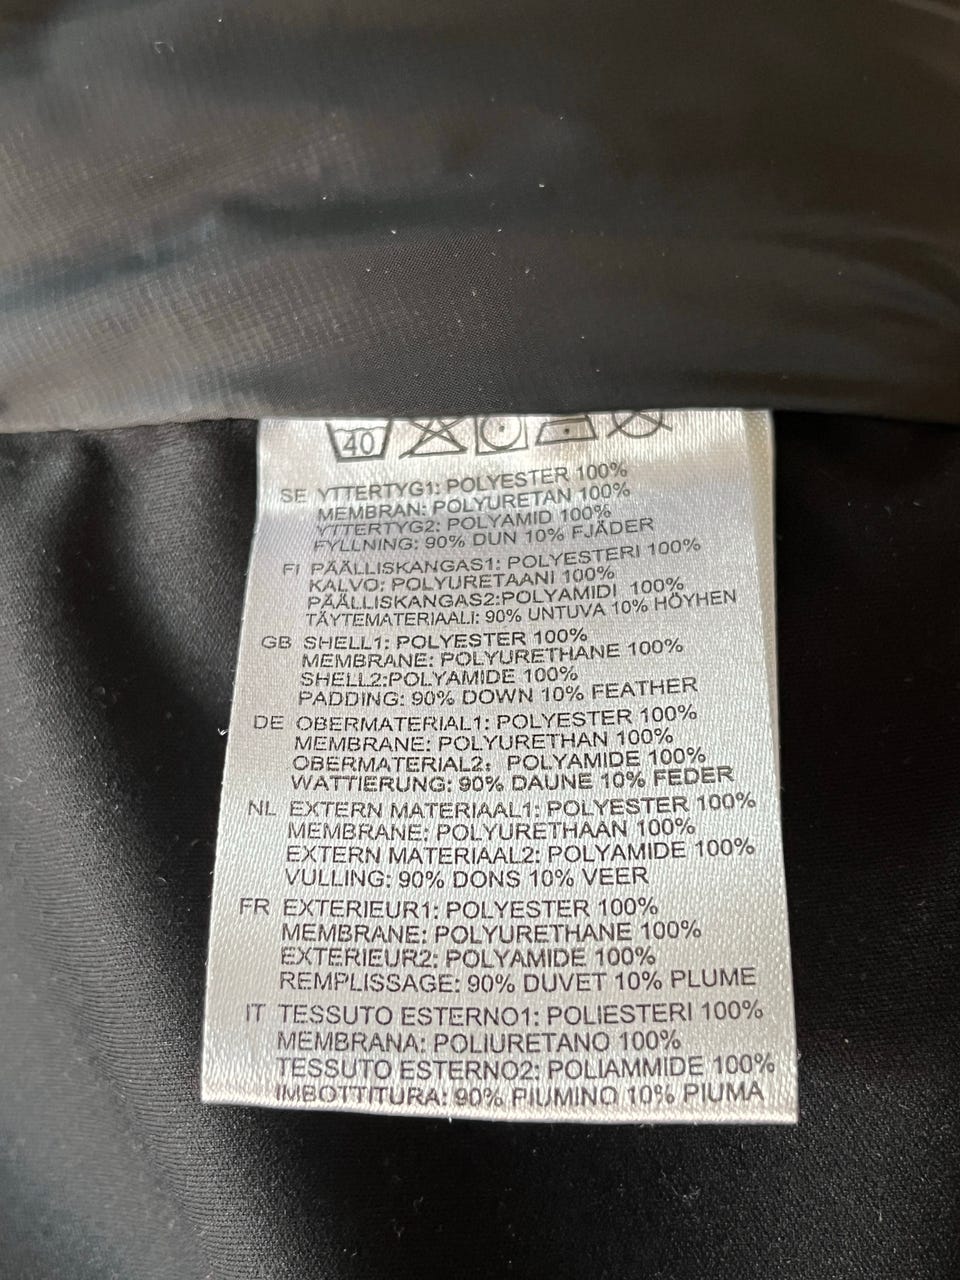 40
SE YTTERTYG1: POLYESTER 100%
MEMBRAN: POLYURETAN 100%
YTTERTYG2: POLYAMID 100%
FYLLNING: 90% DUN 10% FJÄDER
FI PÄÄLLISKANGAS1: POLYESTERI 100%
KALVO: POLYURETAANI 100%
PÄÄLLISKANGAS2:POLYAMIDI 100%
TÄYTEMATERIAALI: 90% UNTUVA 10% HÖYHEN
GB SHELL1: POLYESTER 100%
MEMBRANE: POLYURETHANE 100%
SHELL2:POLYAMIDE 100%
PADDING: 90% DOWN 10% FEATHER
DE OBERMATERIAL1: POLYESTER 100%
MEMBRANE: POLYURETHAN 100%
OBERMATERIAL2: POLYAMIDE 100%
WATTIERUNG: 90% DAUNE 10% FEDER
NL EXTERN MATERIAAL1: POLYESTER 100%
MEMBRANE: POLYURETHAAN 100%
EXTERN MATERIAAL2: POLYAMIDE 100%
VULLING: 90% DONS 10% VEER
FR EXTERIEUR1: POLYESTER 100%
MEMBRANE: POLYURETHANE 100%
EXTERIEUR2: POLYAMIDE 100%
REMPLISSAGE: 90% DUVET 10% PLUME
IT TESSUTO ESTERNO1: POLIESTERI 100%
MEMBRANA: POLIURETANO 100%
TESSUTO ESTERNO2: POLIAMMIDE 100%
IMBOTTITURA: 90% PIUMINO 10% PIUMA